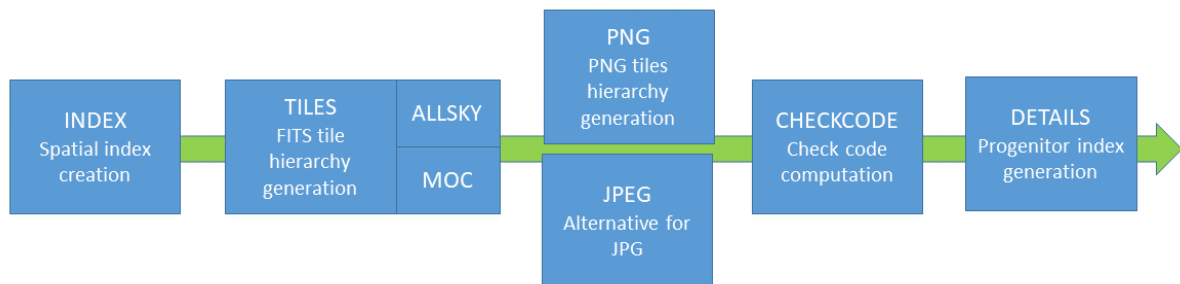 INDEX
Spatial index
creation
TILES
FITS tile
hierarchy
generation
ALLSKY
MOC
PNG
PNG tiles
hierarchy
generation
JPEG
Alternative for
JPG
CHECKCODE
Check code
computation
DETAILS
Progenitor index
generation